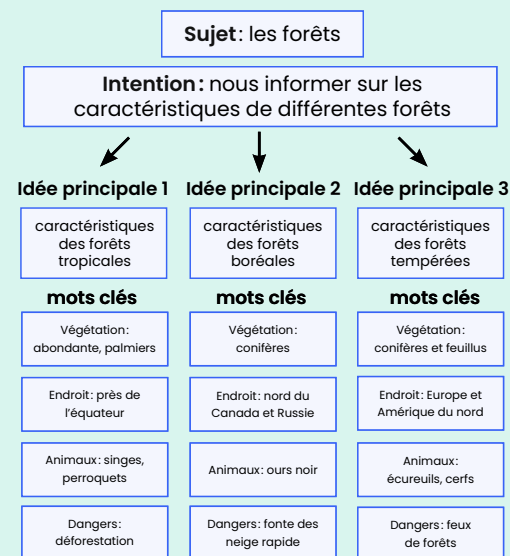 Sujet : les forêts
Intention : nous informer sur les
caractéristiques de différentes forêts
Idée principale 1
caractéristiques
des forêts
tropicales
mots clés
Végétation :
abondante, palmiers
Endroit : près de
l'équateur
Animaux : singes,
perroquets
Dangers :
déforestation
Idée principale 2
caractéristiques
des forêts
boréales
mots clés
Végétation :
conifères
Endroit : nord du
Canada et Russie
Animaux : ours noir
Dangers : fonte des
neige rapide
Idée principale 3
caractéristiques
des forêts
tempérées
mots clés
Végétation :
conifères et feuillus
Endroit : Europe et
Amérique du nord
Animaux :
écureuils, cerfs
Dangers : feux
de forêts